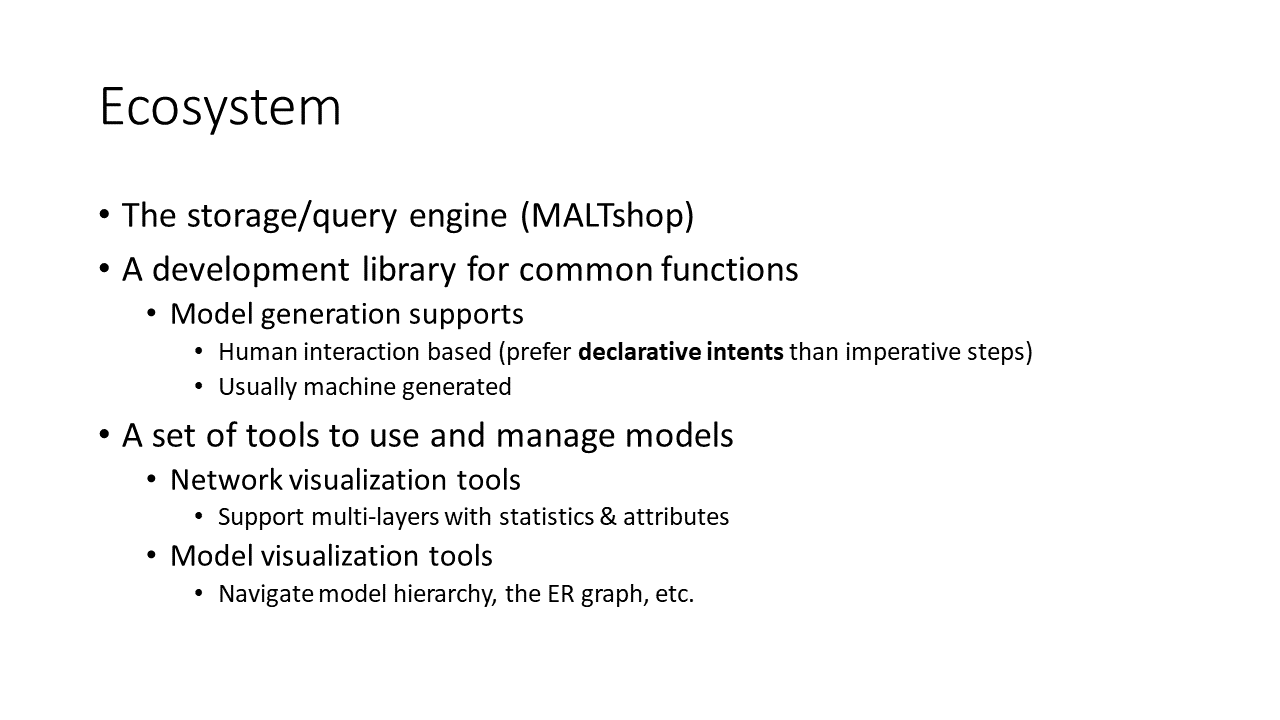 Ecosystem
• The storage/query engine (MALTshop)
• A development library for common functions
• Model generation supports
• Human interaction based (prefer declarative intents than imperative steps)
• Usually machine generated
• A set of tools to use and manage models
• Network visualization tools
• Support multi-layers with statistics & attributes
• Model visualization tools
• Navigate model hierarchy, the ER graph, etc.